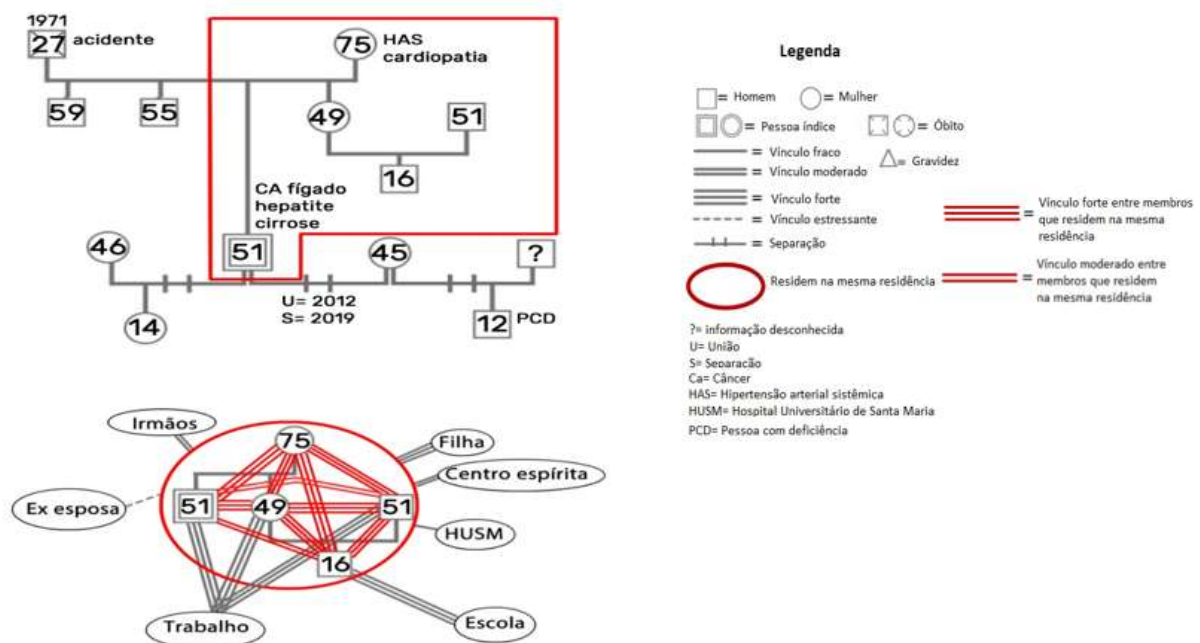 1971
27 acidente
75
HAS
cardiopatia
59
55
49
51
16
CA fígado
hepatite
cirrose
46
51
45
?
U= 2012
S= 2019
14
12 PCD
Irmãos
75
Filha
Centro espírita
Ex esposa
51
49
51
HUSM
16
Trabalho
Escola
Legenda
= Homem
= Mulher
= Pessoa índice
= Óbito
= Vínculo fraco
= Gravidez
= Vínculo moderado
= Vínculo forte
= Vínculo estressante
= Separação
Residem na mesma residência
= Vínculo forte entre membros
que residem na mesma
residência
= Vínculo moderado entre
membros que residem
na mesma residência
?= informação desconhecida
U= União
S= Separação
Ca= Câncer
HAS= Hipertensão arterial sistêmica
HUSM= Hospital Universitário de Santa Maria
PCD= Pessoa com deficiência